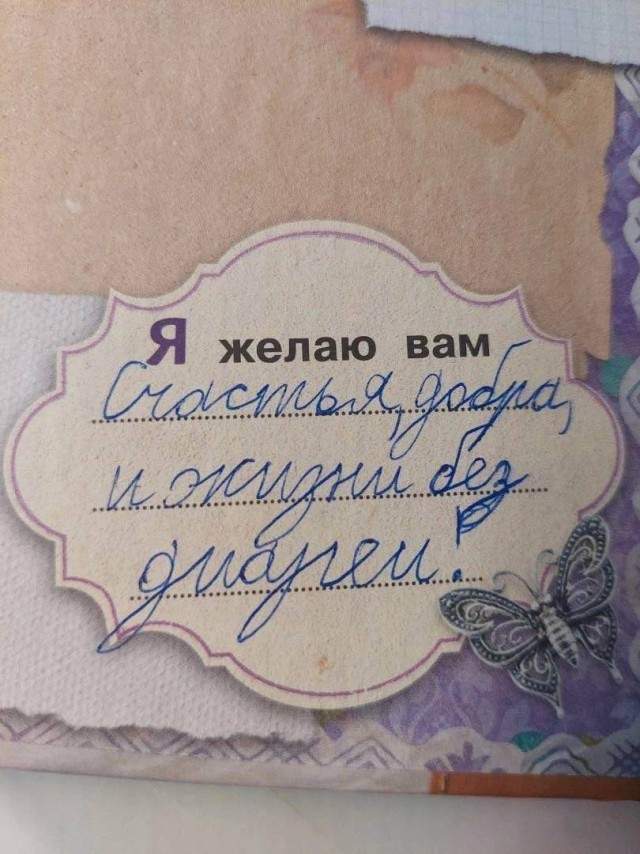 Я желаю вам
Счастья, добра,
и жизни без
диареи!